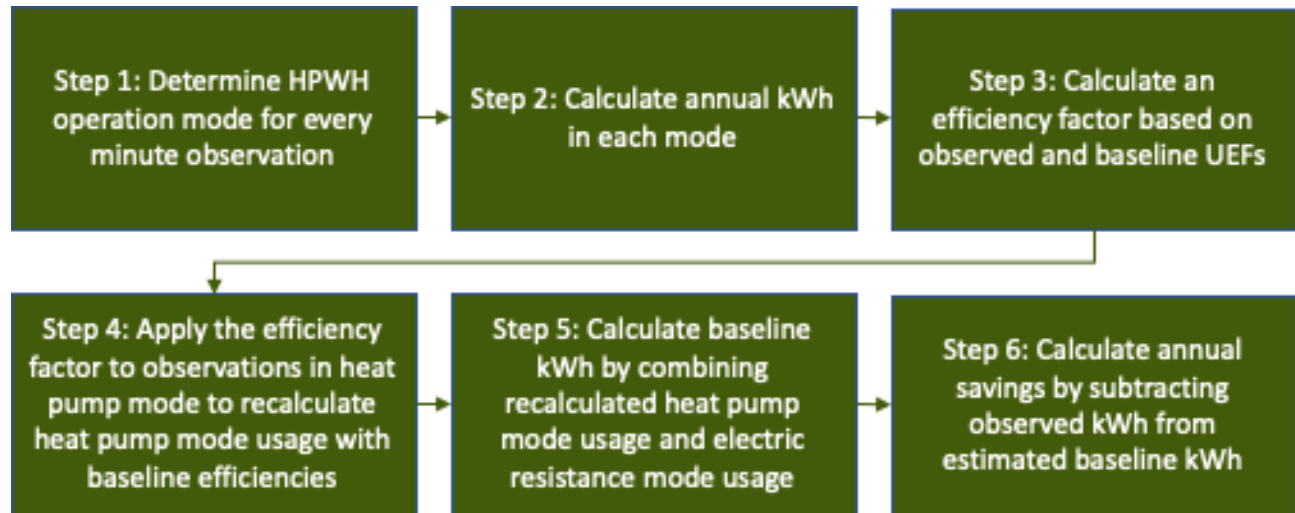 Step 1: Determine HPWH
operation mode for every
minute observation
Step 2: Calculate annual kWh
in each mode
Step 3: Calculate an
efficiency factor based on
observed and baseline UEFs
Step 4: Apply the efficiency
factor to observations in heat
pump mode to recalculate
heat pump mode usage with
baseline efficiencies
Step 5: Calculate baseline
kWh by combining
recalculated heat pump
mode usage and electric
resistance mode usage
Step 6: Calculate annual
savings by subtracting
observed kWh from
estimated baseline kWh